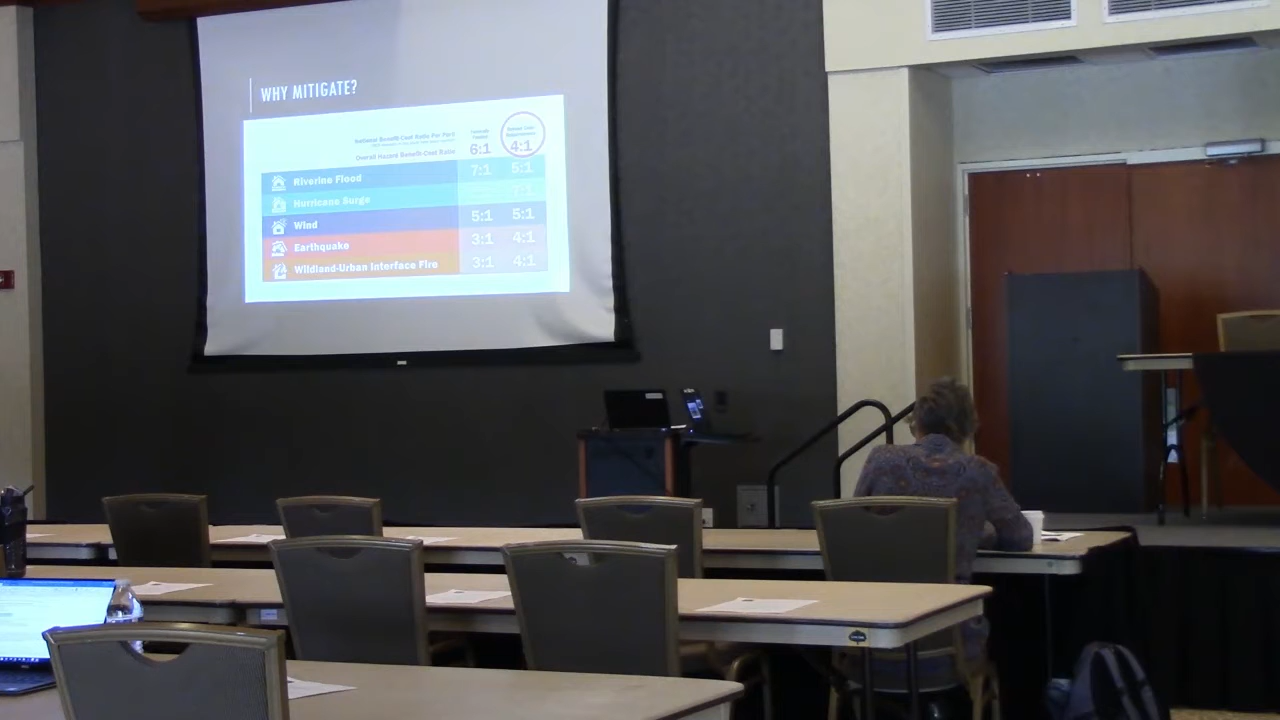 WHY MITIGATE?
National Benefit-Cost Ratio Per Peril
Overall Hazard Benefit-Cost Ratio
Federally Funded
6:1
4:1
Riverine Flood 7:1 5:1
Hurricane Surge 7:1
Wind 5:1 5:1
Earthquake 3:1 4:1
Wildland-Urban Interface Fire 3:1 4:1